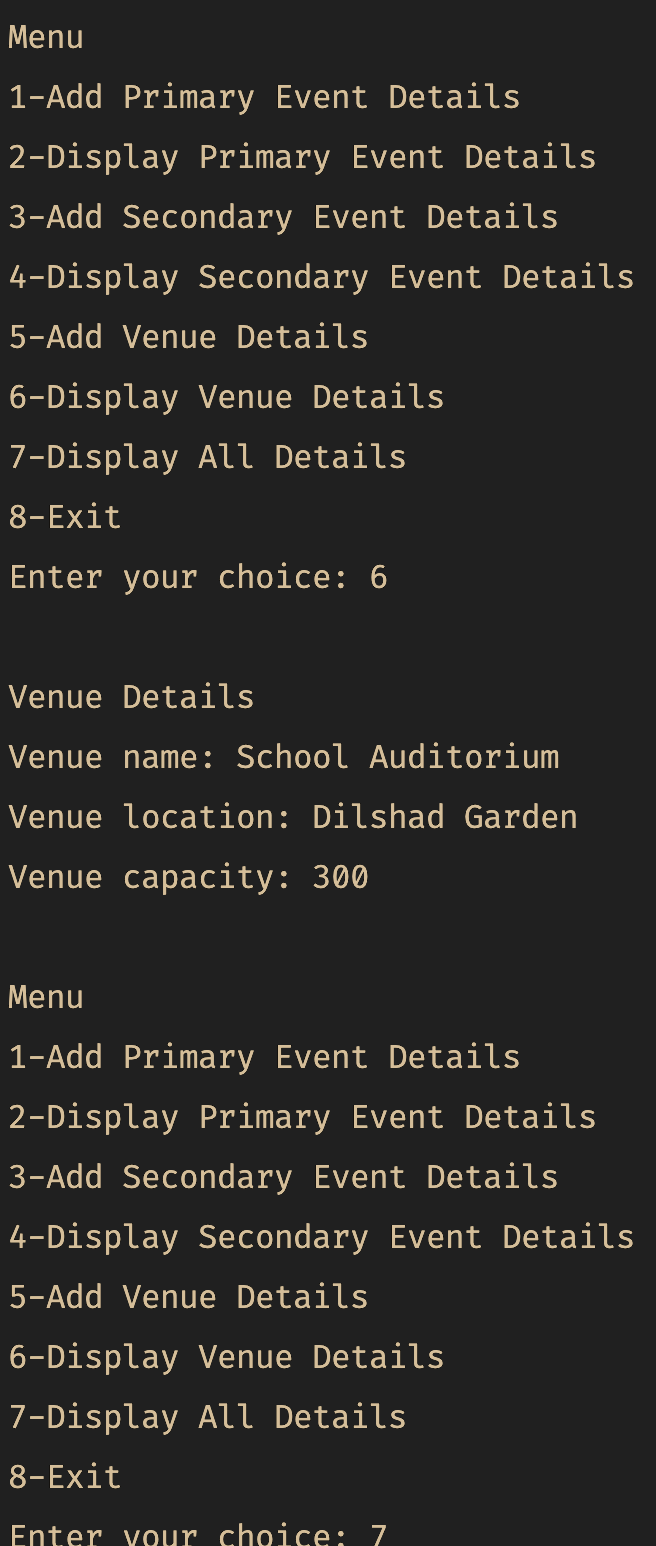 Menu
1-Add Primary Event Details
2-Display Primary Event Details
3-Add Secondary Event Details
4-Display Secondary Event Details
5-Add Venue Details
6-Display Venue Details
7-Display All Details
8-Exit
Enter your choice: 6
Venue Details
Venue name: School Auditorium
Venue location: Dilshad Garden
Venue capacity: 300
Menu
1-Add Primary Event Details
2-Display Primary Event Details
3-Add Secondary Event Details
4-Display Secondary Event Details
5-Add Venue Details
6-Display Venue Details
7-Display All Details
8-Exit
Enter your choice: 7